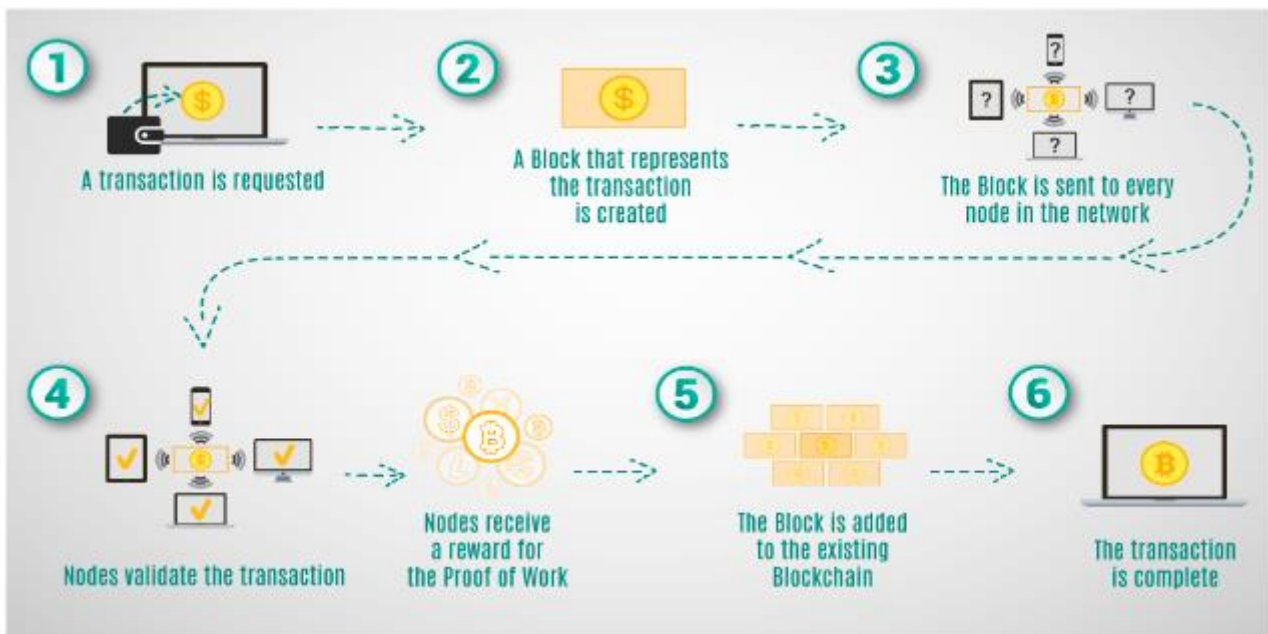 1
A transaction is requested
2
A Block that represents
the transaction
is created
3
?
?
?
?
The Block is sent to every
node in the network
4
Nodes validate the transaction
Nodes receive
a reward for
the Proof of Work
5
The Block is added
to the existing
Blockchain
6
The transaction
is complete